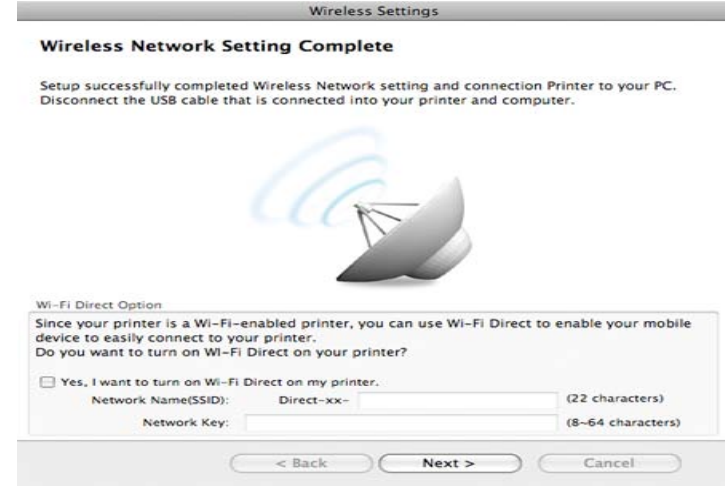 Wireless Settings
Wireless Network Setting Complete
Setup successfully completed Wireless Network setting and connection Printer to your PC.
Disconnect the USB cable that is connected into your printer and computer.
Wi-Fi Direct Option
Since your printer is a Wi-Fi-enabled printer, you can use Wi-Fi Direct to enable your mobile
device to easily connect to your printer.
Do you want to turn on Wi-Fi Direct on your printer?
Yes, I want to turn on Wi-Fi Direct on my printer.
Network Name(SSID): Direct-xx- (22 characters)
Network Key: (8~64 characters)
< Back Next > Cancel